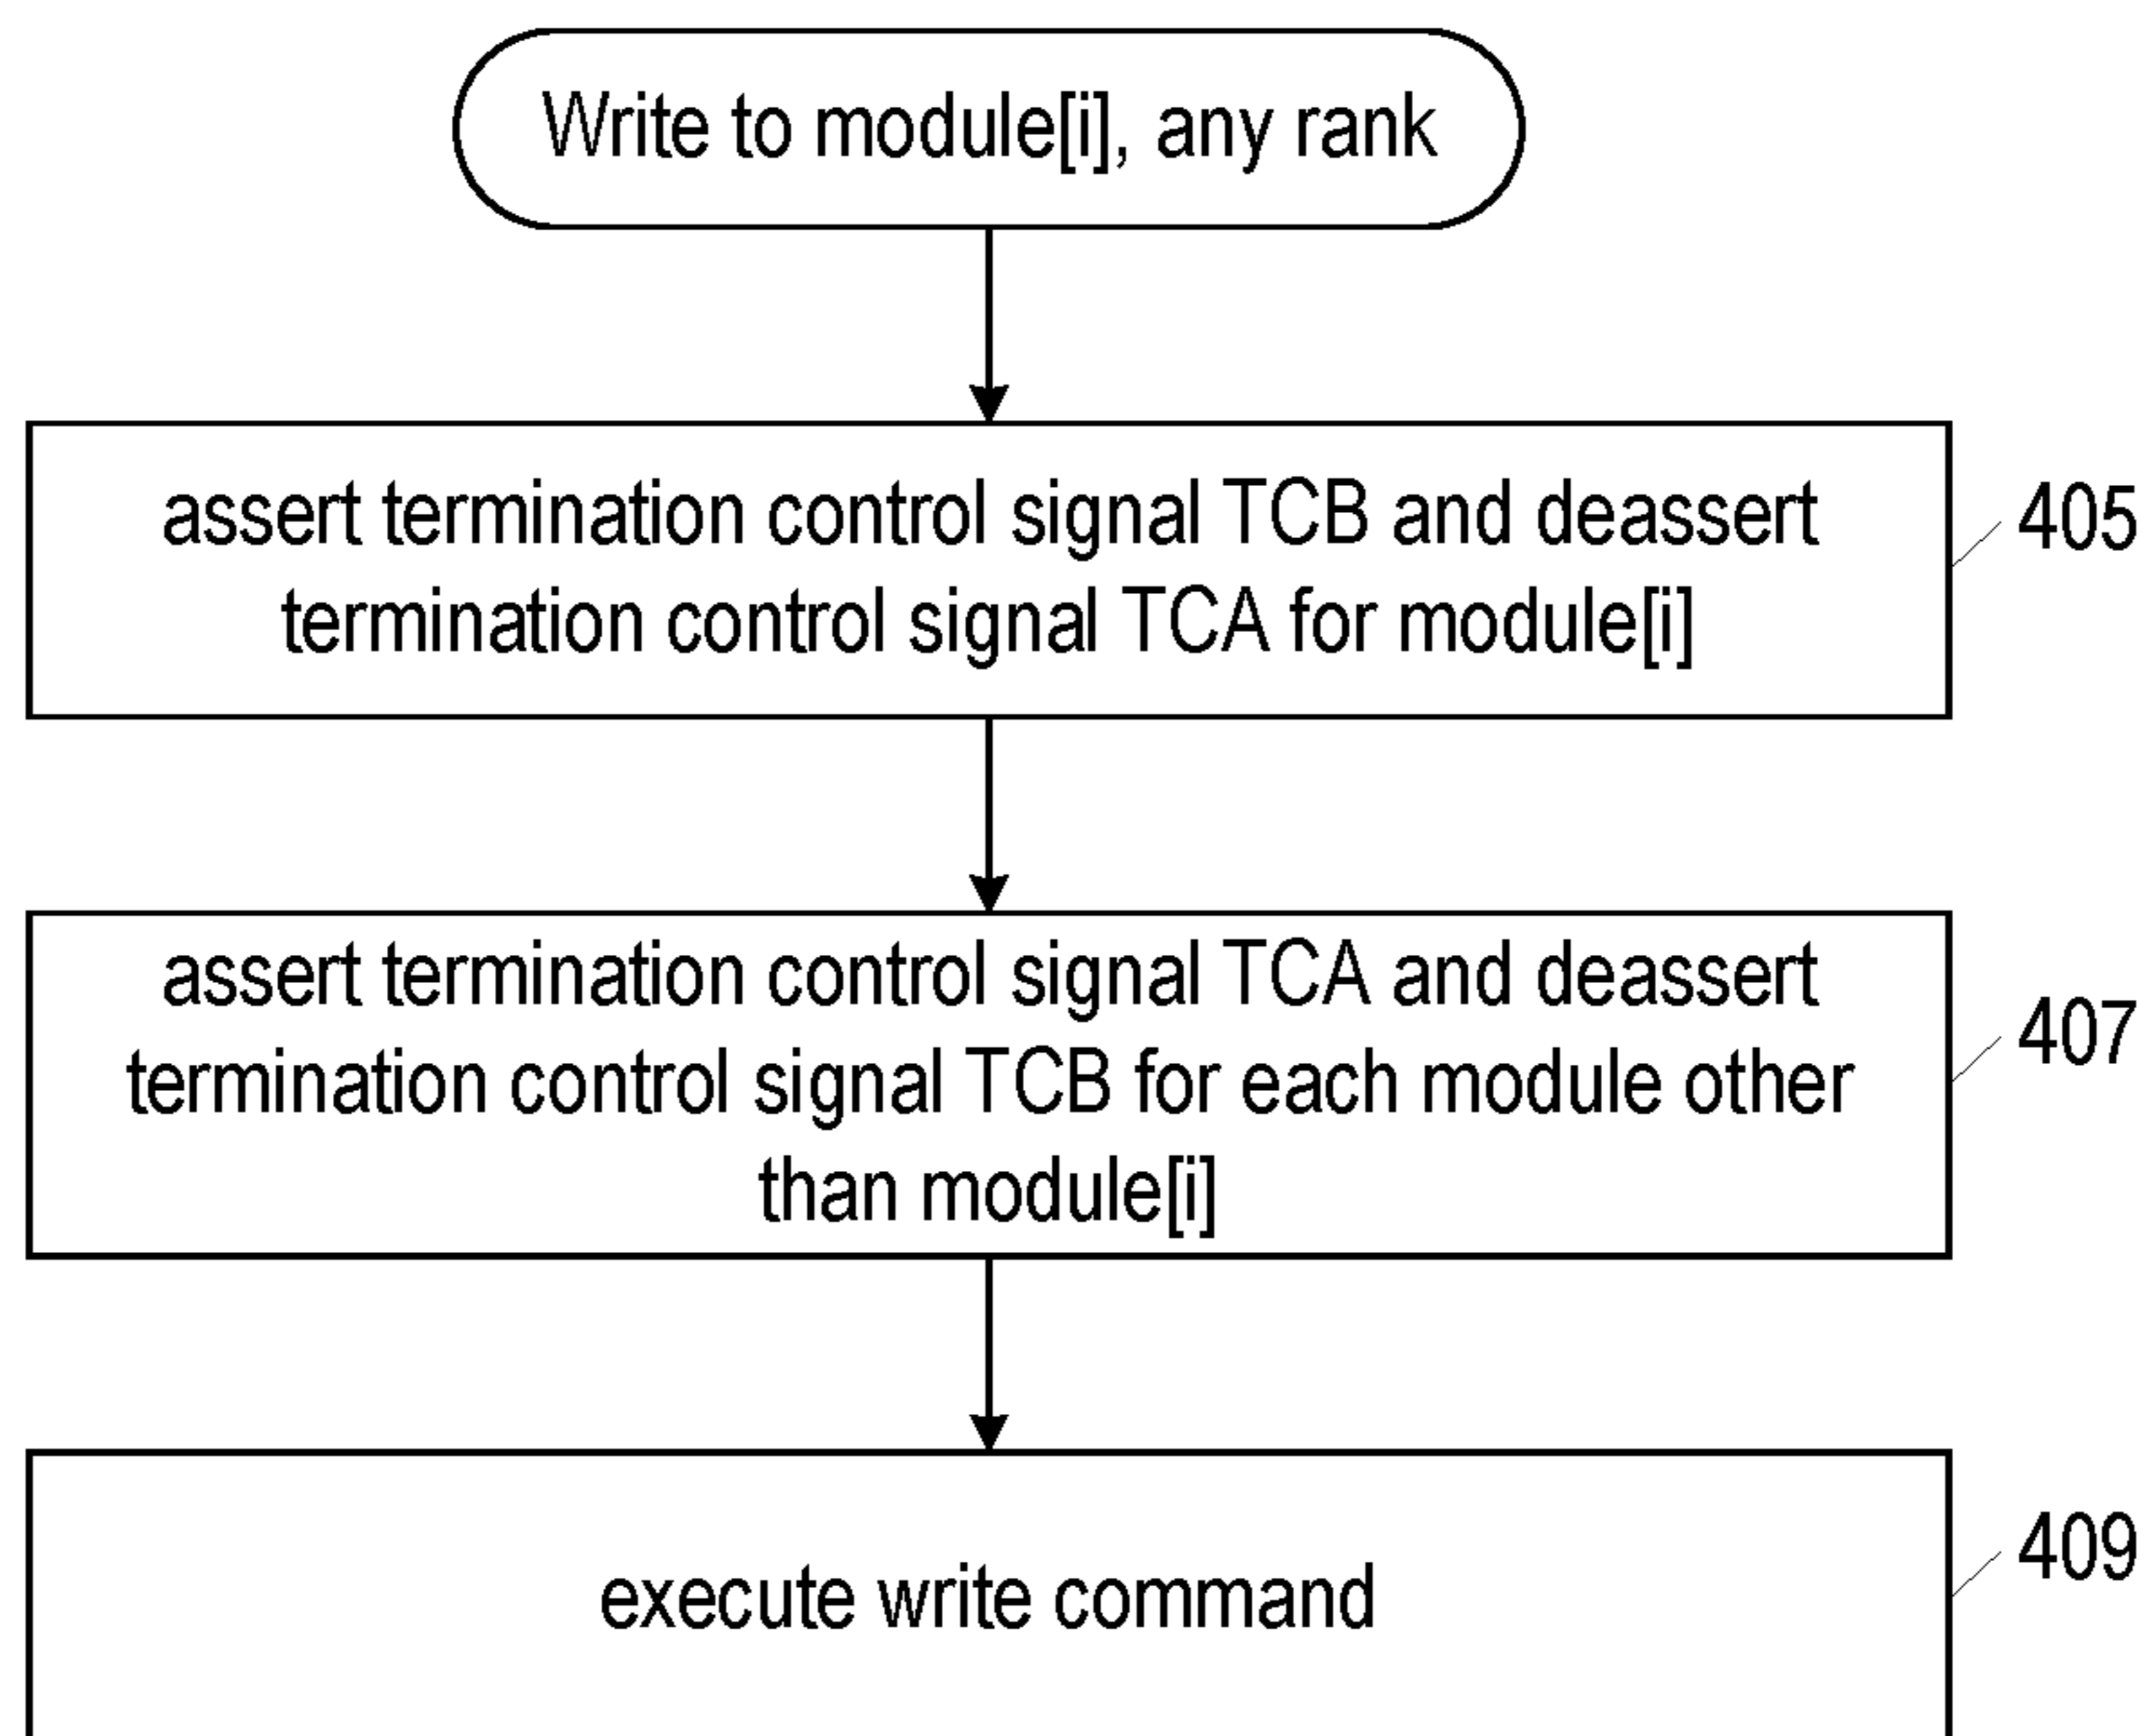 Write to module[i], any rank
assert termination control signal TCB and deassert
termination control signal TCA for module[i]
405
assert termination control signal TCA and deassert
termination control signal TCB for each module other
than module[i]
407
execute write command
409